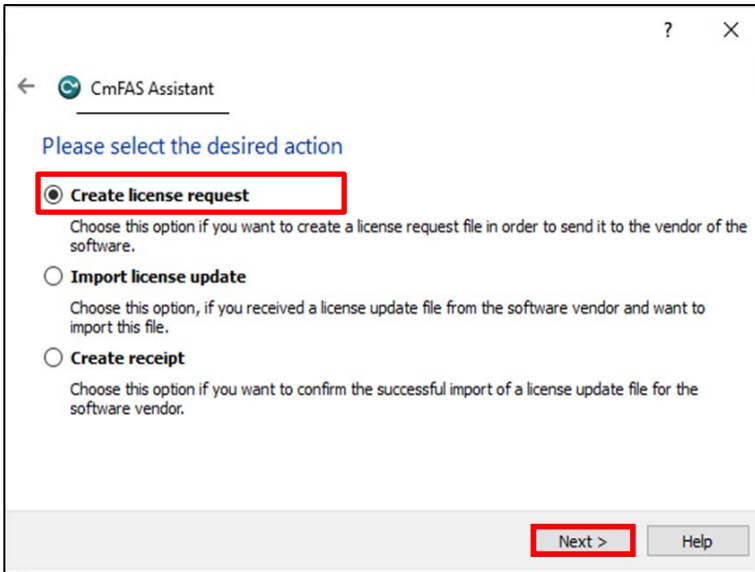 CmFAS Assistant
Please select the desired action
Create license request
Choose this option if you want to create a license request file in order to send it to the vendor of the
software.
Import license update
Choose this option, if you received a license update file from the software vendor and want to
import this file.
Create receipt
Choose this option if you want to confirm the successful import of a license update file for the
software vendor.
Next > Help